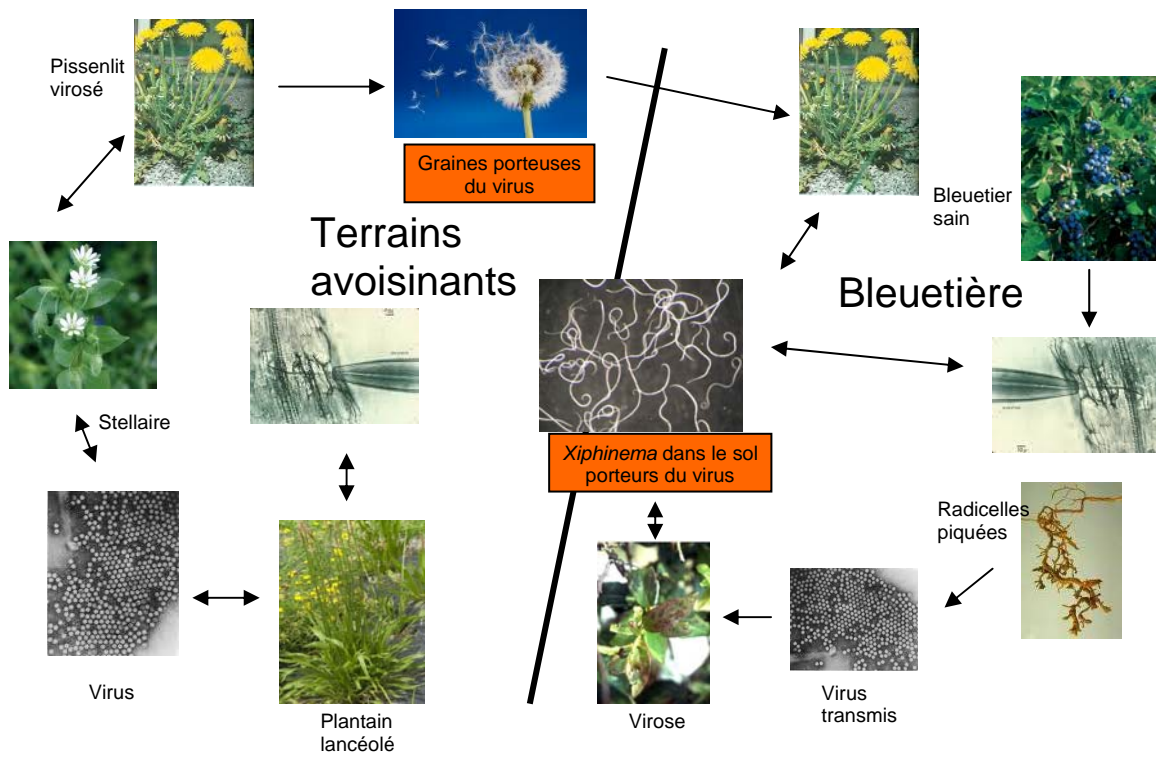 Pissenlit
virosé
Graines porteuses
du virus
Terrains
avoisinants
Stellaire
Virus
Plantain
lancéolé
Bleuetier
sain
Bleuetière
Xiphinema dans le sol
porteurs du virus
Radicelles
piquées
Virose
Virus
transmis